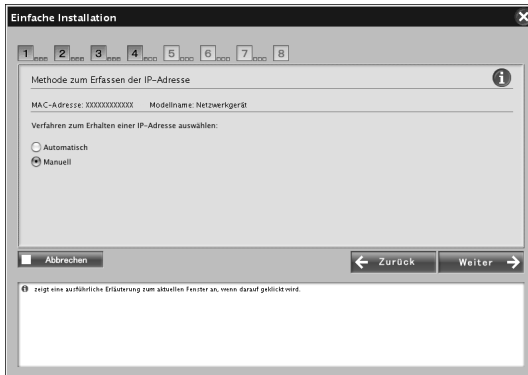 Einfache Installation
1 2 3 4 5 6 7 8
Methode zum Erfassen der IP-Adresse
MAC-Adresse: XXXXXXXXXXXX Modellname: Netzwerkgerät
Verfahren zum Erhalten einer IP-Adresse auswählen:
Automatisch
Manuell
Abbrechen
Zurück
Weiter
zeigt eine ausführliche Erläuterung zum aktuellen Fenster an, wenn darauf geklickt wird.